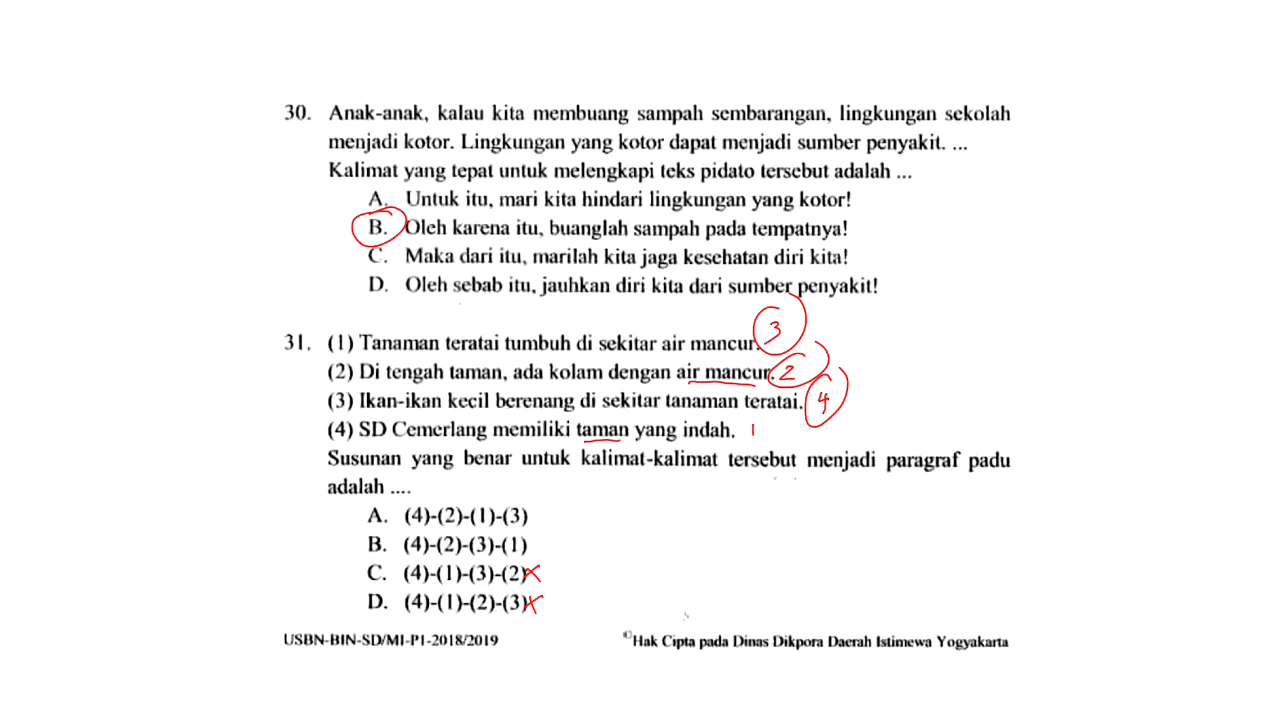 30. Anak-anak, kalau kita membuang sampah sembarangan, lingkungan sekolah
menjadi kotor. Lingkungan yang kotor dapat menjadi sumber penyakit. ...
Kalimat yang tepat untuk melengkapi teks pidato tersebut adalah ...
A. Untuk itu, mari kita hindari lingkungan yang kotor!
B. Oleh karena itu, buanglah sampah pada tempatnya!
C. Maka dari itu, marilah kita jaga kesehatan diri kita!
D. Oleh sebab itu, jauhkan diri kita dari sumber penyakit!
31. (1) Tanaman teratai tumbuh di sekitar air mancur. 3
(2) Di tengah taman, ada kolam dengan air mancur. 2
(3) Ikan-ikan kecil berenang di sekitar tanaman teratai. 4
(4) SD Cemerlang memiliki taman yang indah. 1
Susunan yang benar untuk kalimat-kalimat tersebut menjadi paragraf padu
adalah ....
A. (4)-(2)-(1)-(3)
B. (4)-(2)-(3)-(1)
C. (4)-(1)-(3)-(2)
D. (4)-(1)-(2)-(3)
USBN-BIN-SD/MI-P1-2018/2019 ©Hak Cipta pada Dinas Dikpora Daerah Istimewa Yogyakarta